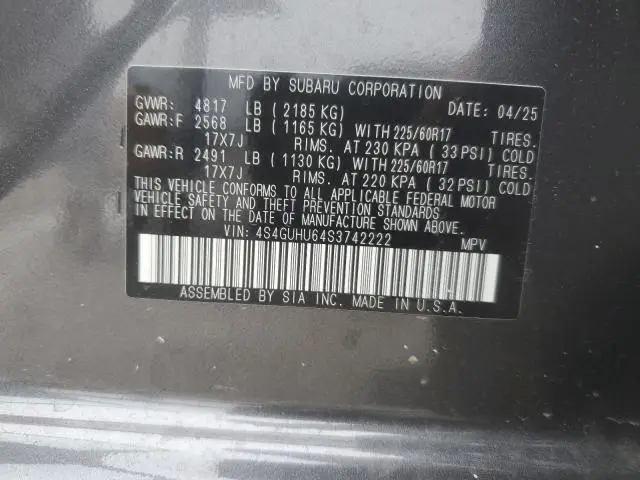 MFD BY SUBARU CORPORATION
GVWR: 4817 LB ( 2185 KG) DATE: 04/25
GAWR:F 2568 LB ( 1165 KG) WITH 225/60R17 TIRES.
17X7J RIMS. AT 230 KPA ( 33 PSI) COLD
GAWR:R 2491 LB ( 1130 KG) WITH 225/60R17 TIRES.
17X7J RIMS. AT 220 KPA ( 32 PSI) COLD
THIS VEHICLE CONFORMS TO ALL APPLICABLE FEDERAL MOTOR
VEHICLE SAFETY AND THEFT PREVENTION STANDARDS
IN EFFECT ON THE DATE OF MANUFACTURE SHOWN ABOVE.
VIN: 4S4GUHU64S3742222 MPV
ASSEMBLED BY SIA INC. MADE IN U.S.A.